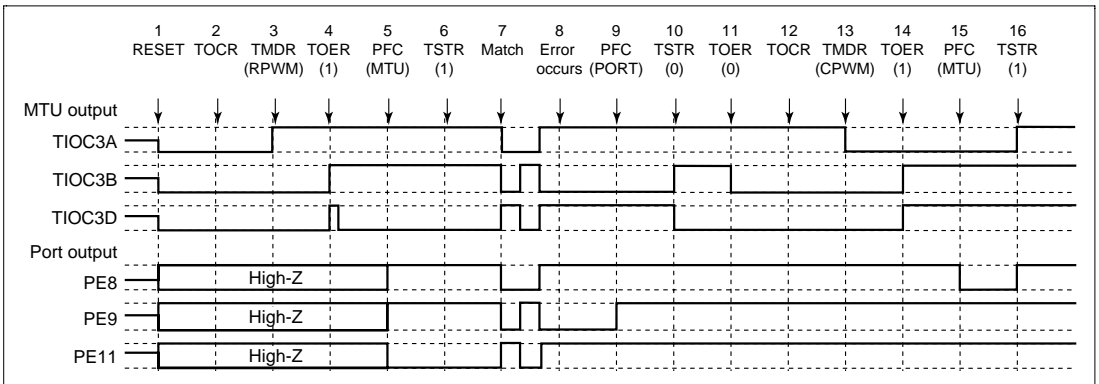 1 2 3 4 5 6 7 8 9 10 11 12 13 14 15 16
RESET TOCR TMDR TOER PFC TSTR Match Error PFC TSTR TOER TOCR TMDR TOER PFC TSTR
(RPWM) (1) (MTU) (1) occurs (PORT) (0) (0) (CPWM) (1) (MTU) (1)
MTU output
TIOC3A
TIOC3B
TIOC3D
Port output
PE8 High-Z
PE9 High-Z
PE11 High-Z